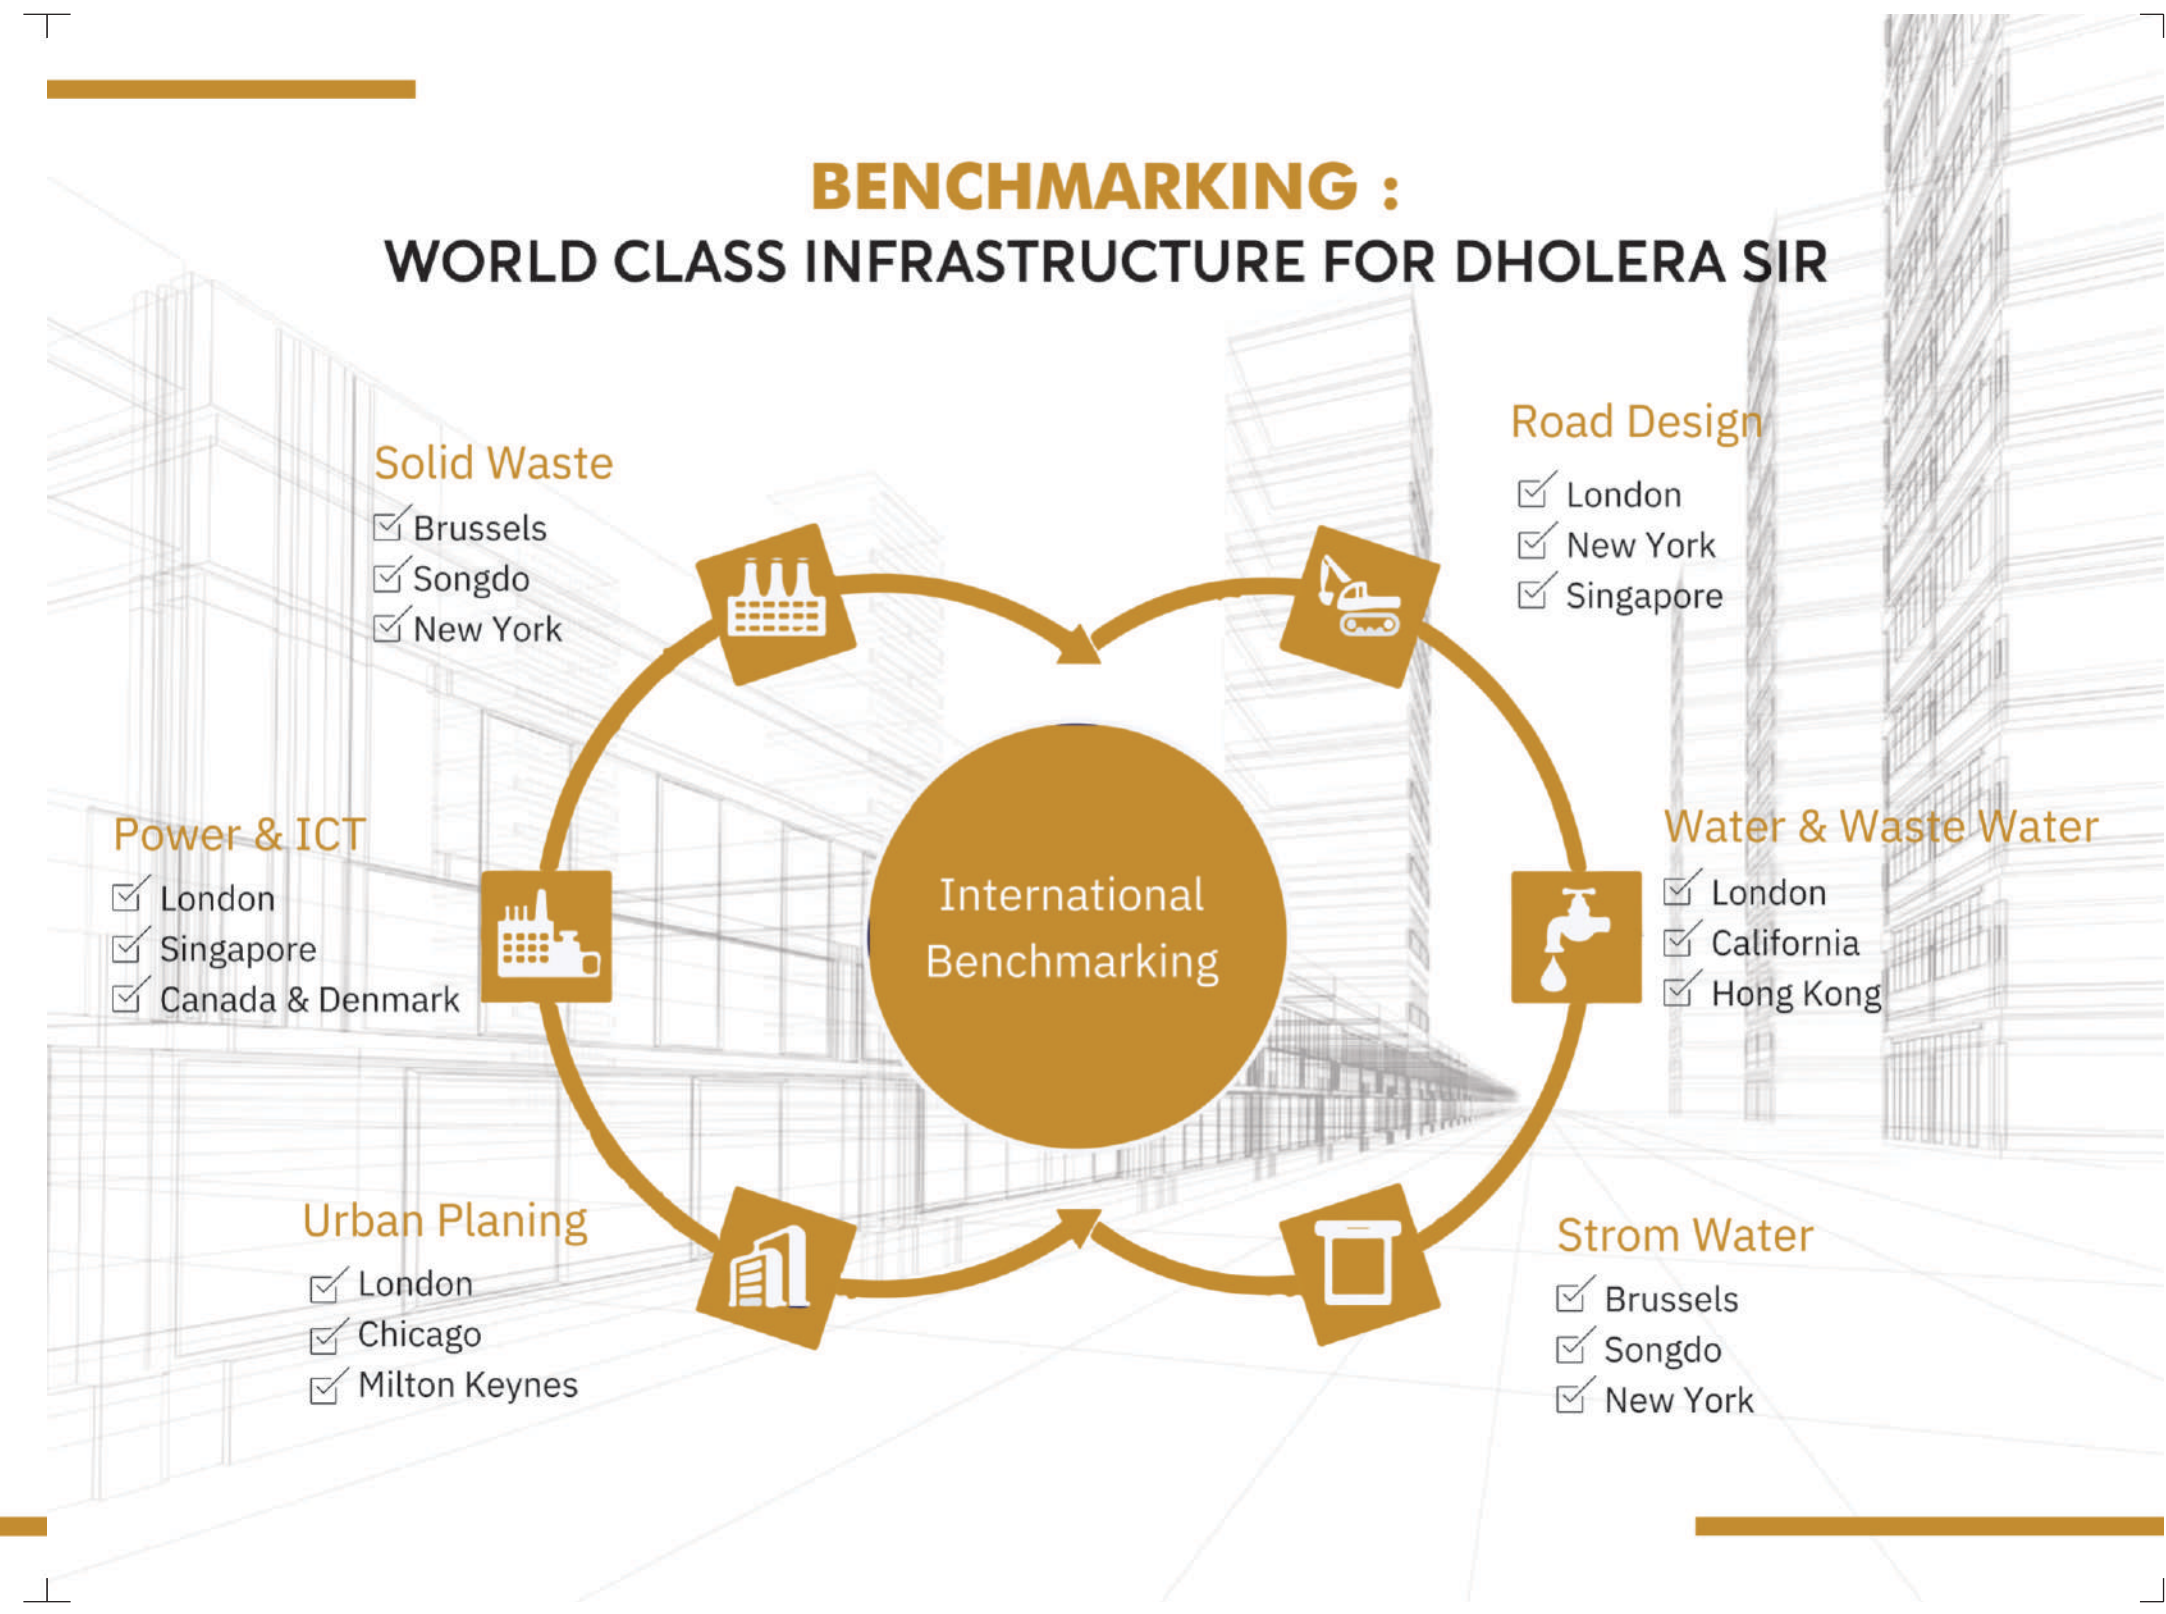 BENCHMARKING :
WORLD CLASS INFRASTRUCTURE FOR DHOLERA SIR
Solid Waste
Brussels
Songdo
New York
Road Design
London
New York
Singapore
Power & ICT
London
Singapore
Canada & Denmark
International
Benchmarking
Water & Waste Water
London
California
Hong Kong
Urban Planing
London
Chicago
Milton Keynes
Strom Water
Brussels
Songdo
New York